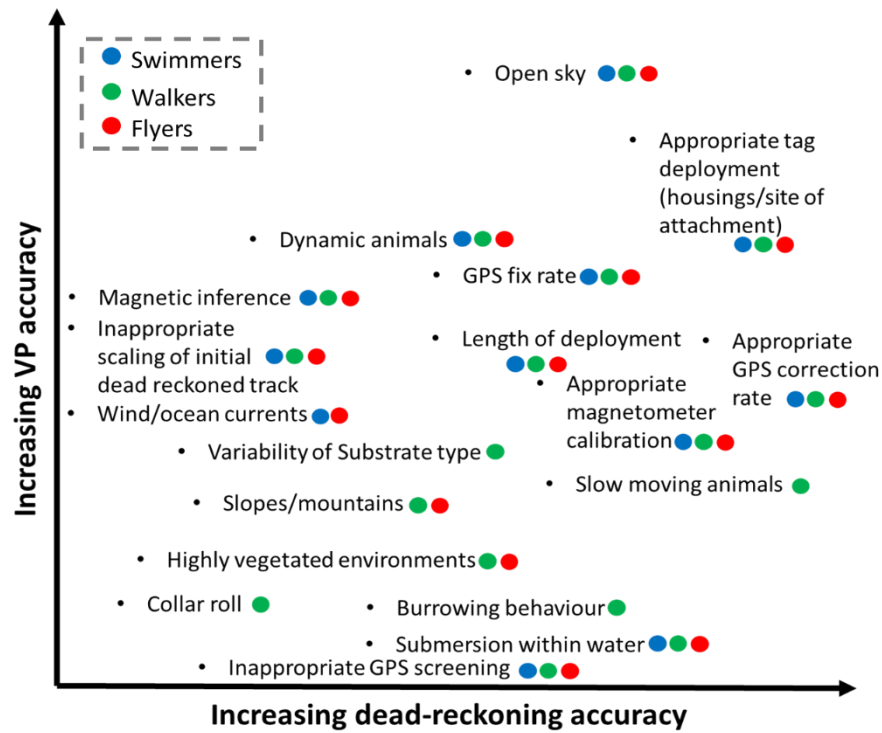 Swimmers
Walkers
Flyers
• Open sky
• Appropriate tag
deployment
(housings/site of
attachment)
• Dynamic animals
• GPS fix rate
• Magnetic inference
• Inappropriate
scaling of initial
dead reckoned track
• Length of deployment
• Appropriate
GPS correction
rate
• Appropriate
magnetometer
calibration
• Wind/ocean currents
• Variability of Substrate type
• Slow moving animals
• Slopes/mountains
• Highly vegetated environments
• Collar roll
• Burrowing behaviour
• Submersion within water
• Inappropriate GPS screening
Increasing VP accuracy
Increasing dead-reckoning accuracy